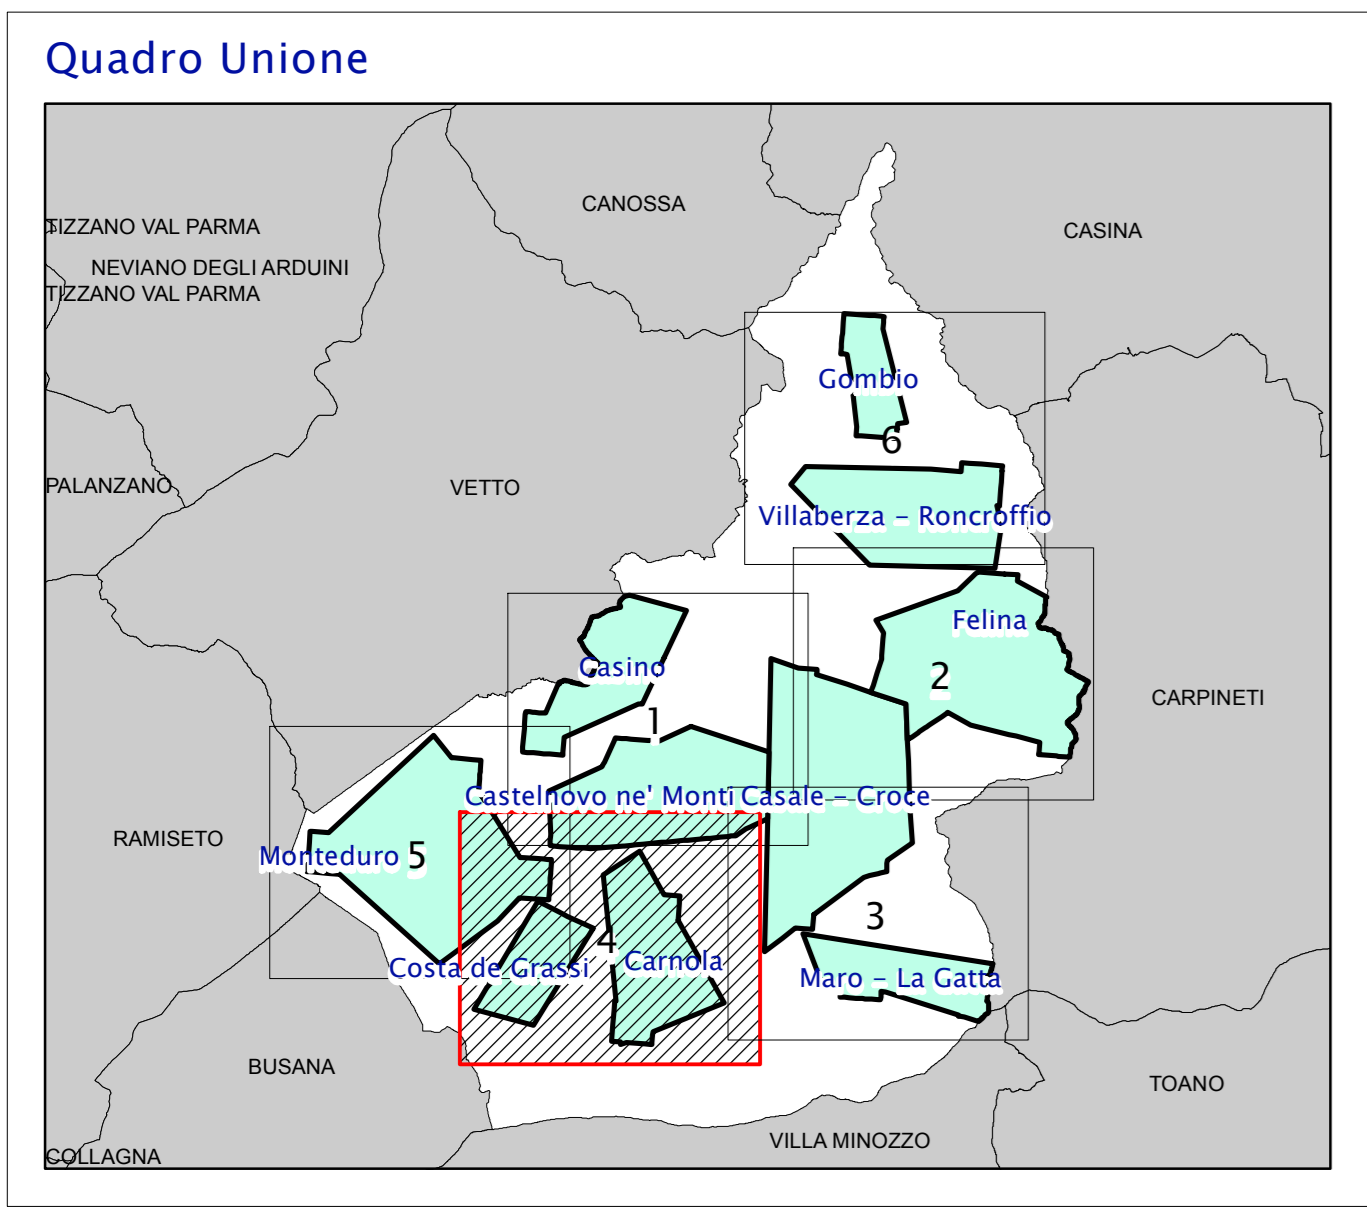 Quadro Unione
CANOSSA
TIZZANO VAL PARMA
CASINA
NEVIANO DEGLI ARDUINI
TIZZANO VAL PARMA
Gombio
6
PALANZANO
VETTO
Villaberza - Roncroffio
Felina
Casino
2
CARPINETI
1
Castelnovo ne' Monti
Casale - Croce
RAMISETO
Monteduro
5
3
4
Costa de Grassi
Carnola
Maro - La Gatta
BUSANA
TOANO
VILLA MINOZZO
COLLAGNA